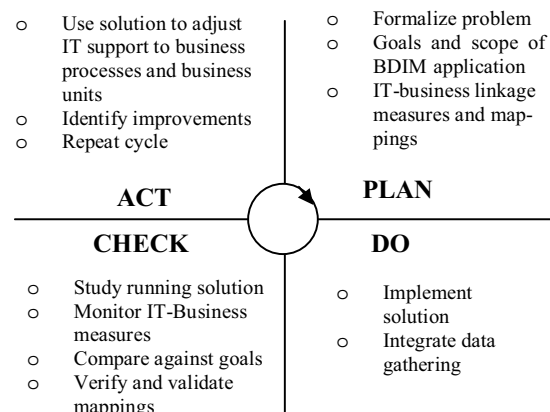 o Use solution to adjust
IT support to business
processes and business
units
o Identify improvements
o Repeat cycle
ACT
o Formalize problem
o Goals and scope of
BDIM application
o IT-business linkage
measures and map-
pings
PLAN
CHECK
o Study running solution
o Monitor IT-Business
measures
o Compare against goals
o Verify and validate
mappings
DO
o Implement
solution
o Integrate data
gathering